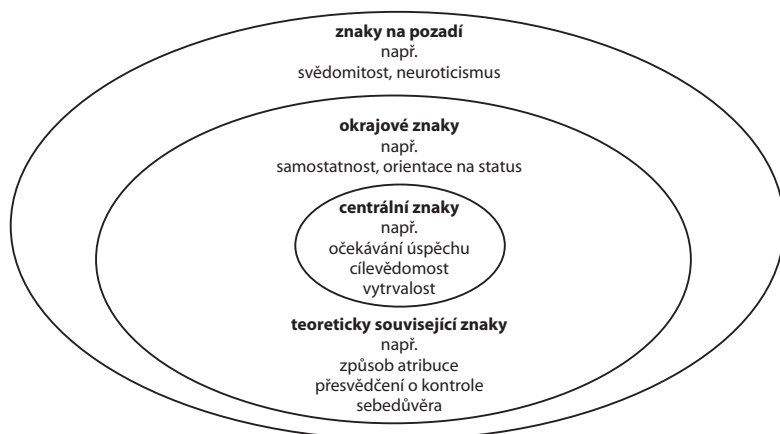 znaky na pozadí
např.
svědomitost, neuroticismus
okrajové znaky
např.
samostatnost, orientace na status
centrální znaky
např.
očekávání úspěchu
cílevědomost
vytrvalost
teoreticky související znaky
např.
způsob atribuce
přesvědčení o kontrole
sebedůvěra